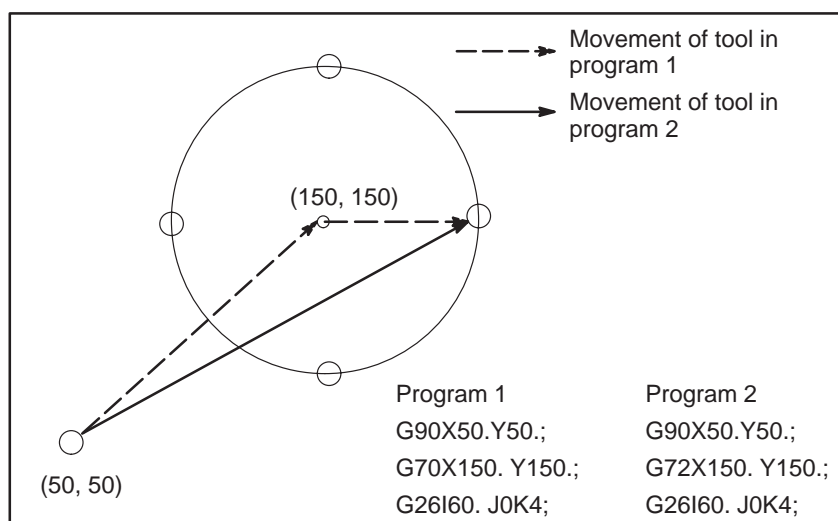 Movement of tool in
program 1
Movement of tool in
program 2
(150, 150)
(50, 50)
Program 1
G90X50.Y50.;
G70X150. Y150.;
G26I60. J0K4;
Program 2
G90X50.Y50.;
G72X150. Y150.;
G26I60. J0K4;